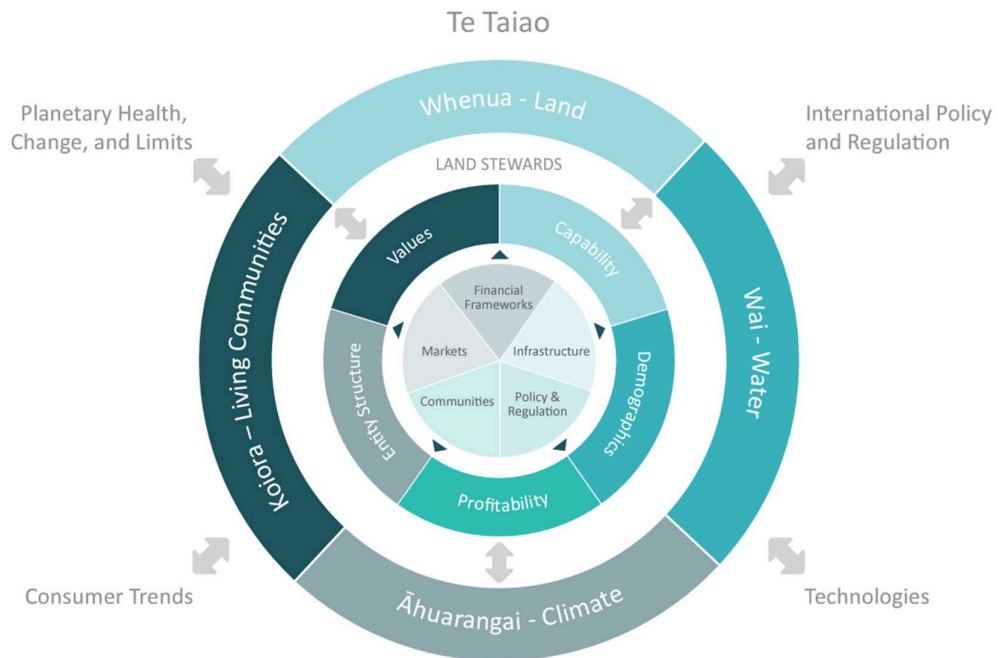 Te Taiao
Planetary Health,
Change, and Limits
International Policy
and Regulation
Whenua - Land
LAND STEWARDS
Koiora – Living Communities
Wai - Water
Values
Capability
Financial
Frameworks
Markets
Infrastructure
Entity Structure
Demographics
Communities
Policy &
Regulation
Profitability
Consumer Trends
Technologies
Āhuarangai - Climate